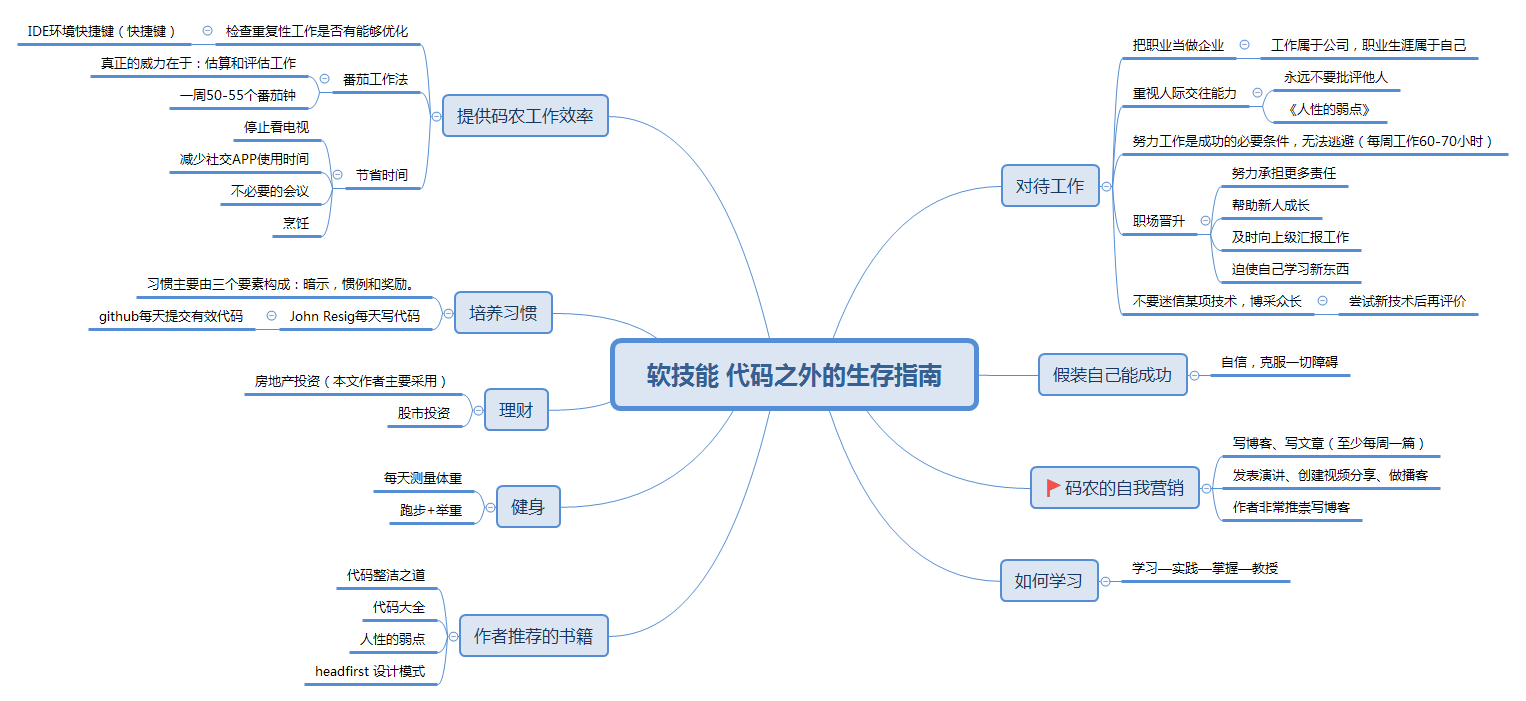 软技能 代码之外的生存指南
对待工作
把职业当做企业
工作属于公司，职业生涯属于自己
重视人际交往能力
永远不要批评他人
《人性的弱点》
努力工作是成功的必要条件，无法逃避（每周工作60-70小时）
职场晋升
努力承担更多责任
帮助新人成长
及时向上级汇报工作
迫使自己学习新东西
不要迷信某项技术，博采众长
尝试新技术后再评价
假装自己能成功
自信，克服一切障碍
码农的自我营销
写博客、写文章（至少每周一篇）
发表演讲、创建视频分享、做播客
作者非常推崇写博客
如何学习
学习—实践—掌握—教授
提供码农工作效率
检查重复性工作是否有能够优化
IDE环境快捷键（快捷键）
番茄工作法
真正的威力在于：估算和评估工作
一周50-55个番茄钟
节省时间
停止看电视
减少社交APP使用时间
不必要的会议
烹饪
培养习惯
习惯主要由三个要素构成：暗示，惯例和奖励。
John Resig每天写代码
github每天提交有效代码
理财
房地产投资（本文作者主要采用）
股市投资
健身
每天测量体重
跑步+举重
作者推荐的书籍
代码整洁之道
代码大全
人性的弱点
headfirst 设计模式